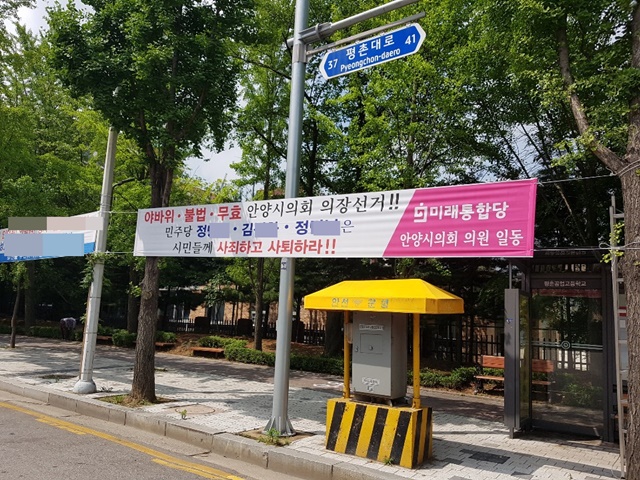 37 평촌대로 41
Pyeongchon-daero
야바위·불법·무효 안양시의회 의장선거!!
민주당 정 · 김 · 정 은
시민들께 사죄하고 사퇴하라!!
미래통합당
안양시의회 의원 일동